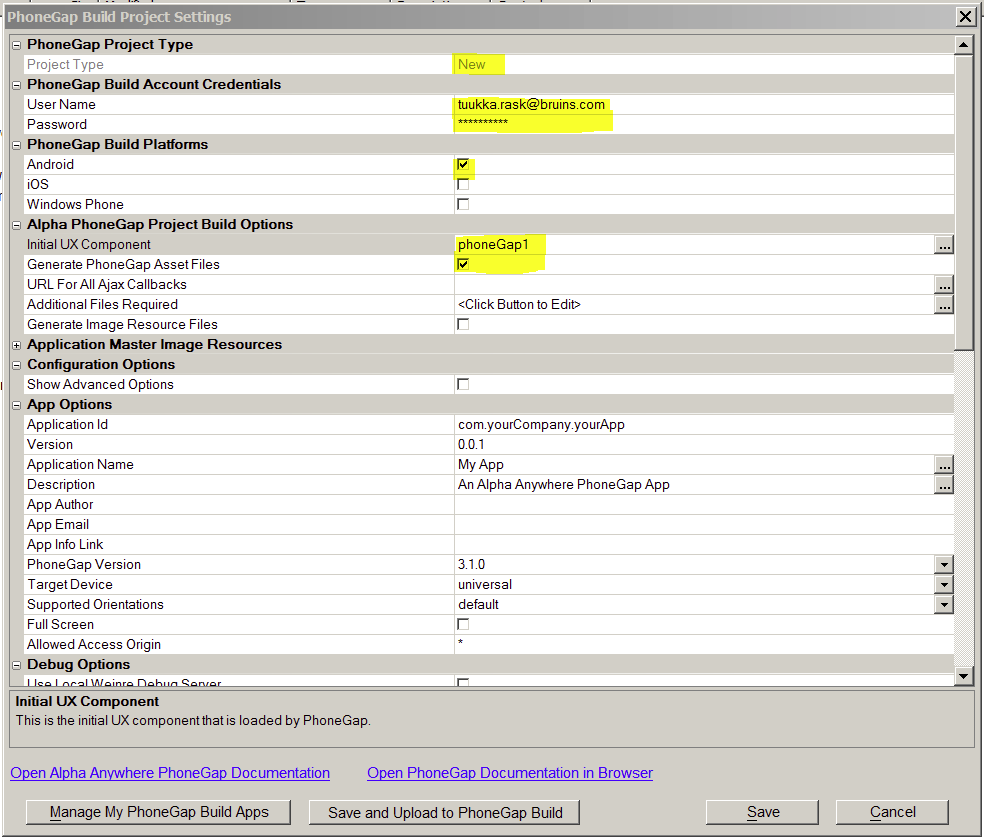 PhoneGap Build Project Settings
PhoneGap Project Type
Project Type New
PhoneGap Build Account Credentials
User Name tuukka.rask@bruins.com
Password **********
PhoneGap Build Platforms
Android
iOS
Windows Phone
Alpha PhoneGap Project Build Options
Initial UX Component phoneGap1 ...
Generate PhoneGap Asset Files
URL For All Ajax Callbacks ...
Additional Files Required <Click Button to Edit> ...
Generate Image Resource Files
Application Master Image Resources
Configuration Options
Show Advanced Options
App Options
Application Id com.yourCompany.yourApp
Version 0.0.1
Application Name My App ...
Description An Alpha Anywhere PhoneGap App ...
App Author
App Email
App Info Link
PhoneGap Version 3.1.0
Target Device universal
Supported Orientations default
Full Screen
Allowed Access Origin *
Debug Options
Use Local Weinre Debug Server
Initial UX Component
This is the initial UX component that is loaded by PhoneGap.
Open Alpha Anywhere PhoneGap Documentation Open PhoneGap Documentation in Browser
Manage My PhoneGap Build Apps Save and Upload to PhoneGap Build Save Cancel